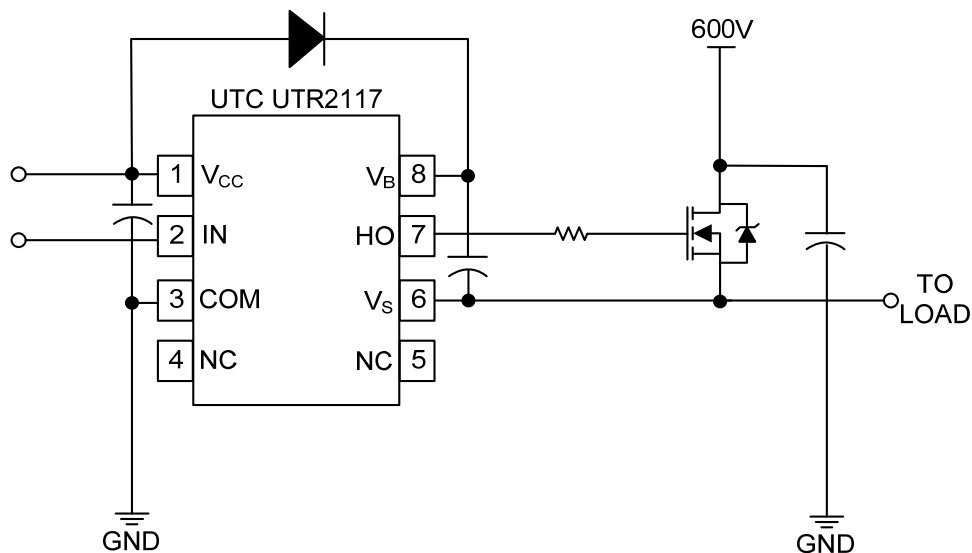 600V
UTC UTR2117
1 VCC
VB 8
2 IN
HO 7
3 COM
VS 6
TO
LOAD
4 NC
NC 5
GND
GND